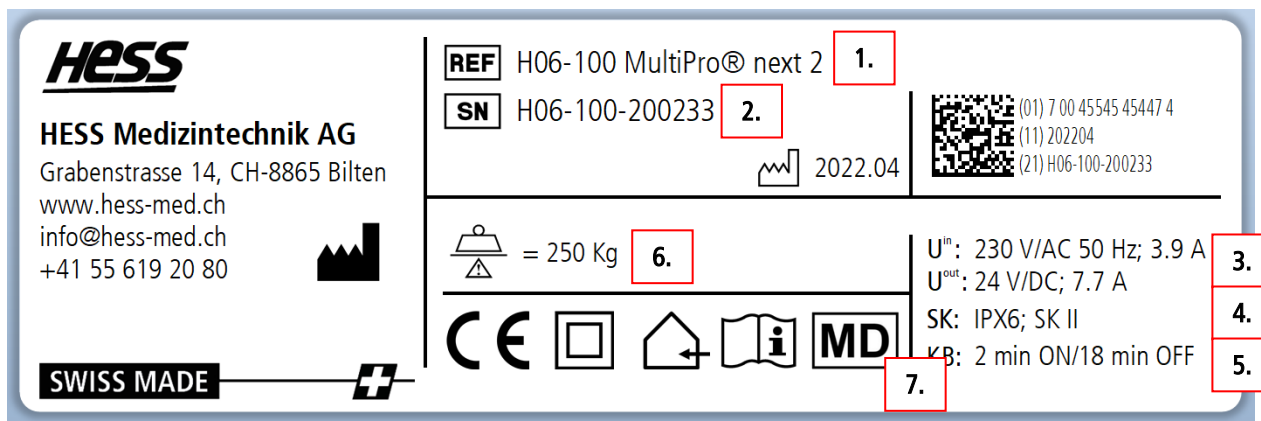 Hess
HESS Medizintechnik AG
Grabenstrasse 14, CH-8865 Bilten
www.hess-med.ch
info@hess-med.ch
+41 55 619 20 80
SWISS MADE
REF H06-100 MultiPro® next 2 1.
SN H06-100-200233 2.
2022.04
(01) 7 00 45545 45447 4
(11) 202204
(21) H06-100-200233
= 250 Kg 6.
CE i MD 7.
Uin: 230 V/AC 50 Hz; 3.9 A 3.
Uout: 24 V/DC; 7.7 A
SK: IPX6; SK II 4.
KB: 2 min ON/18 min OFF 5.